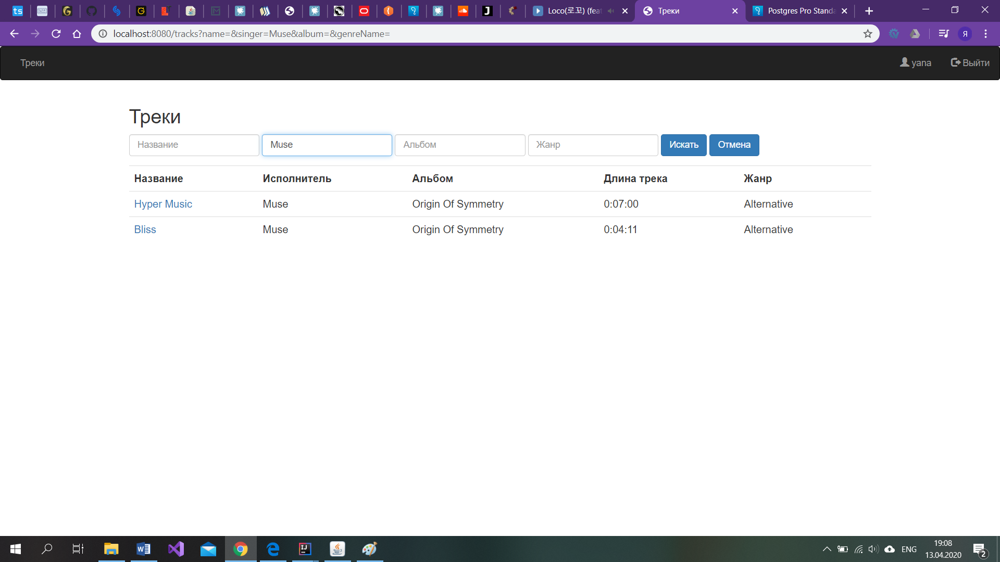 ts
Loco(로꼬) (feat
Треки
Postgres Pro Standa
localhost:8080/tracks?name=&singer=Muse&album=&genreName=
Я
Треки
yana
Выйти
Треки
Название
Muse
Альбом
Жанр
Искать
Отмена
Название Исполнитель Альбом Длина трека Жанр
Hyper Music Muse Origin Of Symmetry 0:07:00 Alternative
Bliss Muse Origin Of Symmetry 0:04:11 Alternative
ENG
19:08
13.04.2020
2